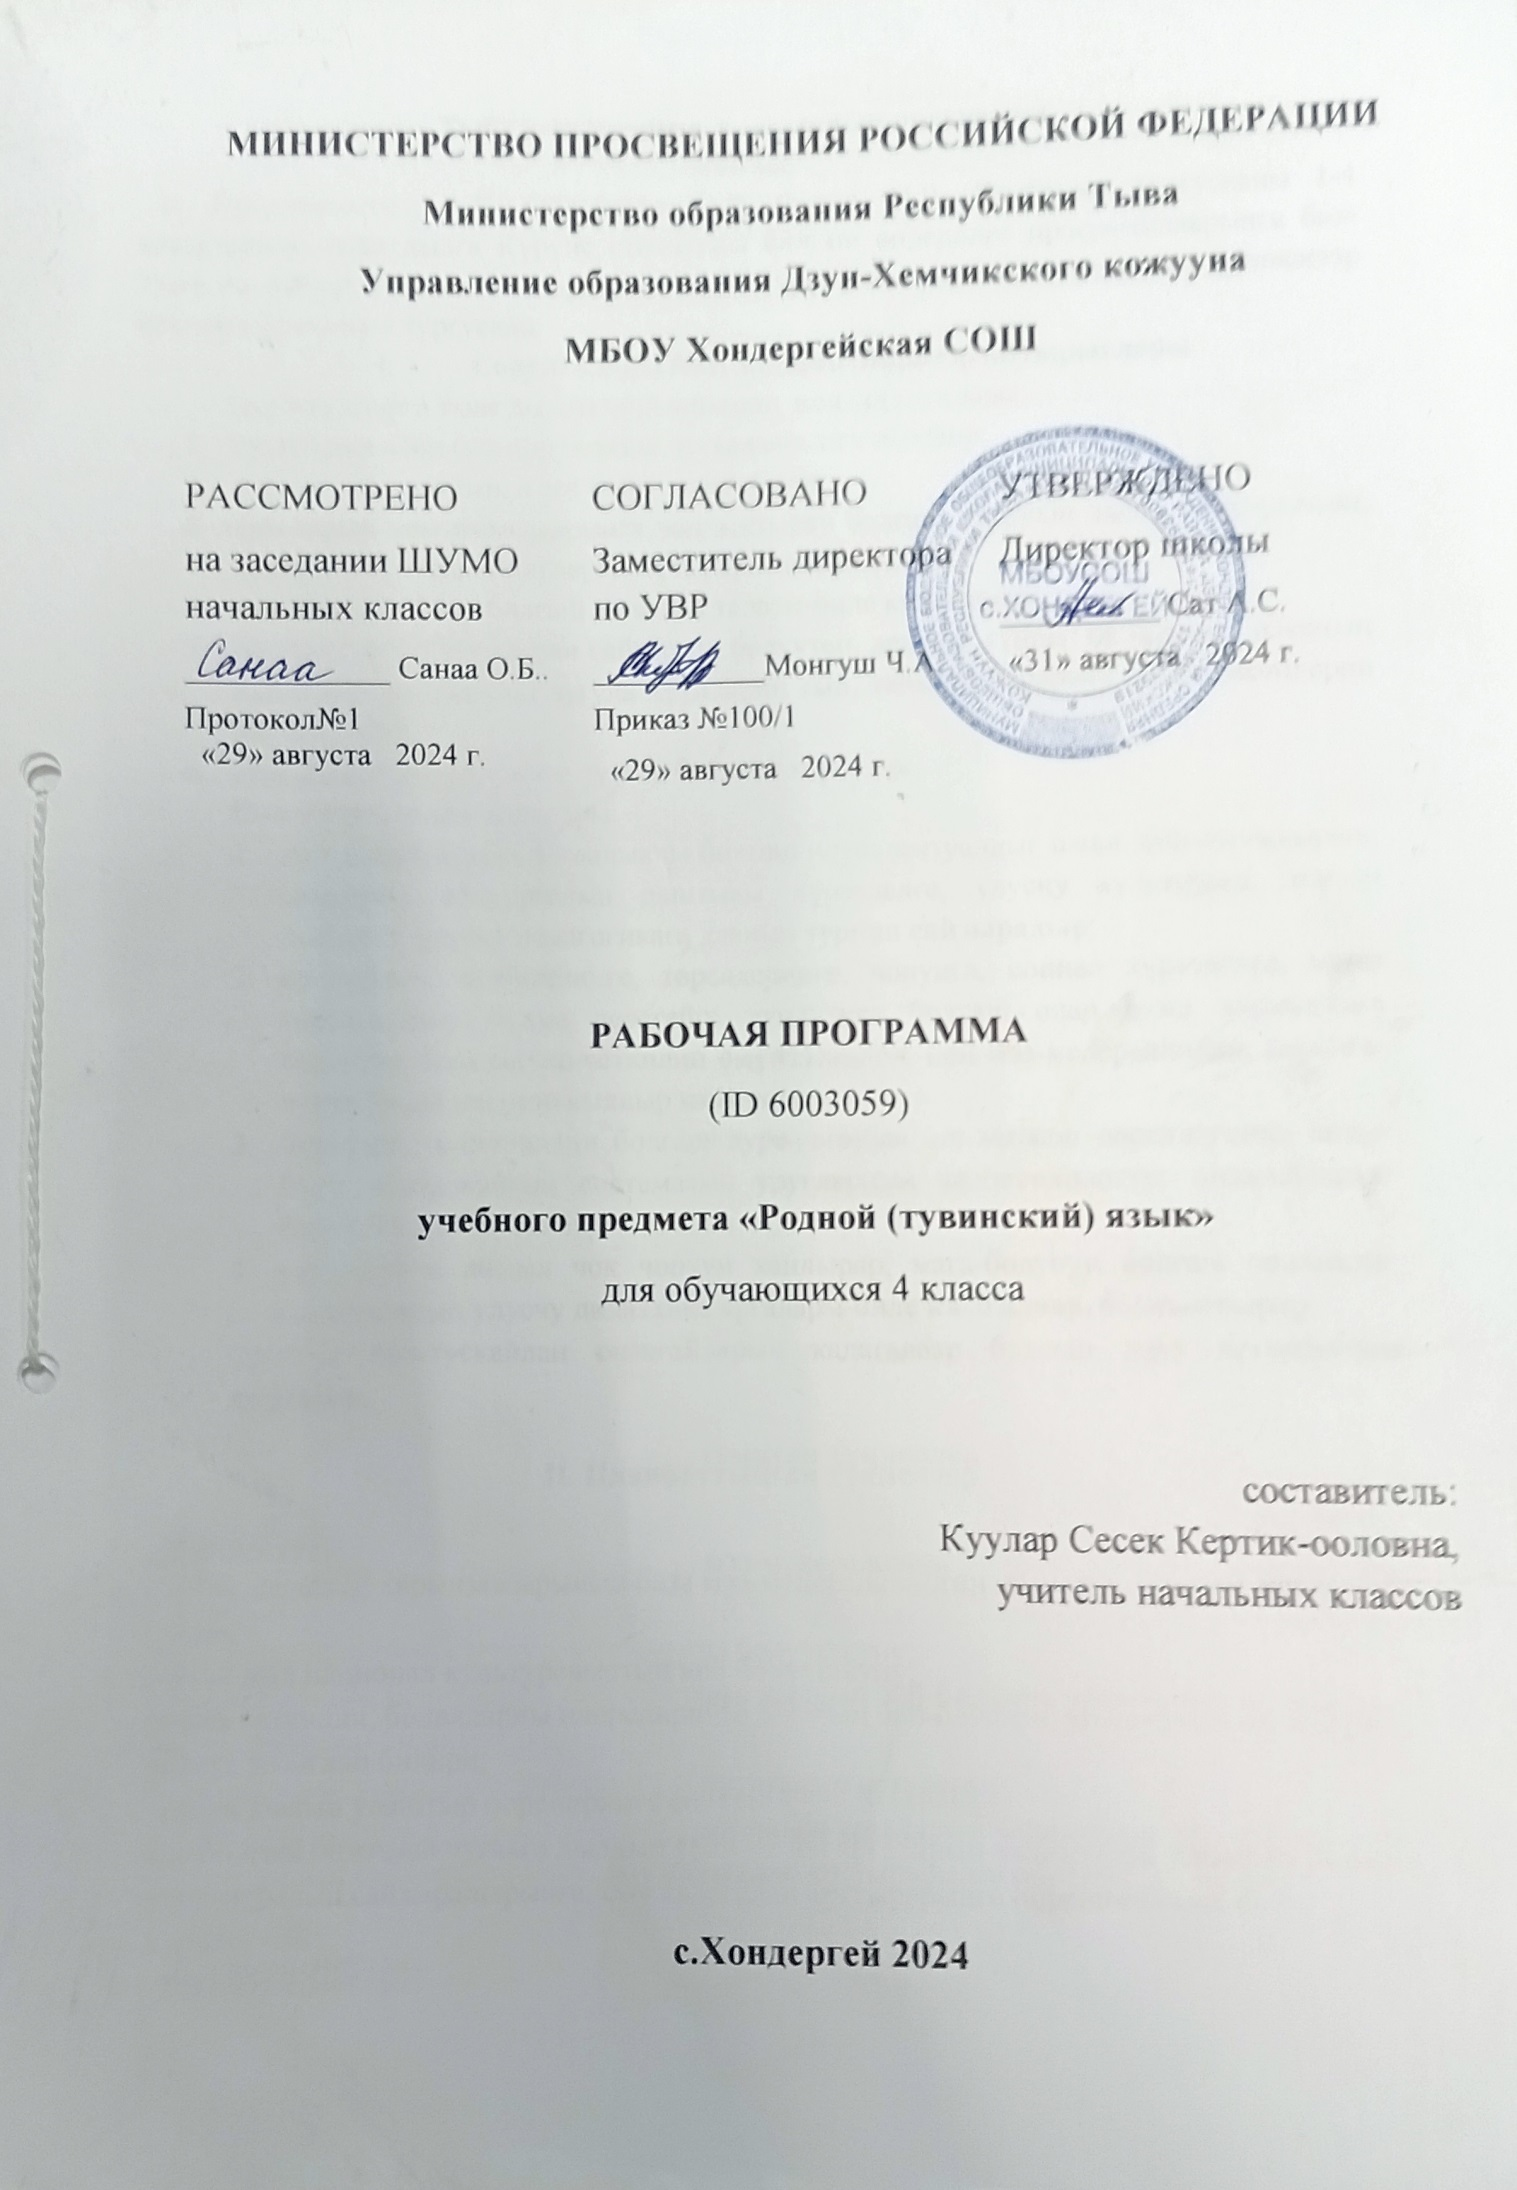 МИНИСТЕРСТВО ПРОСВЕЩЕНИЯ РОССИЙСКОЙ ФЕДЕРАЦИИ
Министерство образования Республики Тыва
Управление образования Дзун-Хемчикского кожууна
МБОУ Хондергейская СОШ
РАССМОТРЕНО
на заседании ШУМО
начальных классов
Санаа Санаа О.Б..
Протокол№1
«29» августа 2024 г.
СОГЛАСОВАНО
Заместитель директора
по УВР
Монгуш Ч.А
Приказ №100/1
«29» августа 2024 г.
УТВЕРЖДЕНО
Директор школы
МБОУСОШ
Сат А.С.
«31» августа 2024 г.
РАБОЧАЯ ПРОГРАММА
(ID 6003059)
учебного предмета «Родной (тувинский) язык»
для обучающихся 4 класса
составитель:
Куулар Сесек Кертик-ооловна,
учитель начальных классов
с.Хондергей 2024